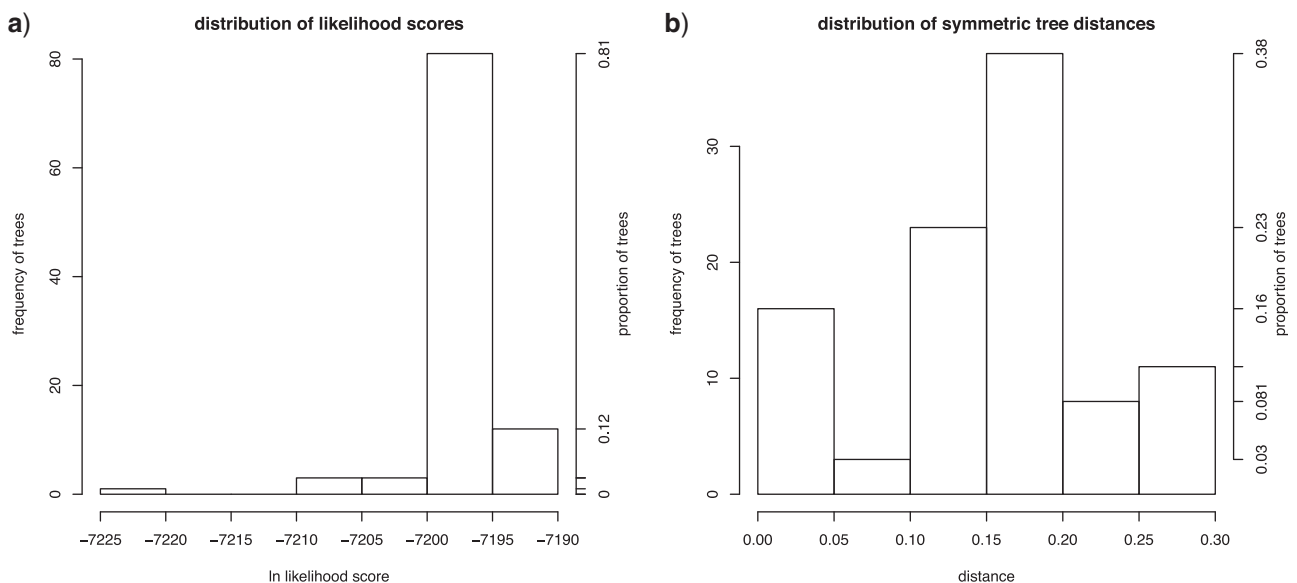 a)
distribution of likelihood scores
frequency of trees
0
20
40
60
80
−7225 −7220 −7215 −7210 −7205 −7200 −7195 −7190
ln likelihood score
0
0.12
0.81
proportion of trees
b)
distribution of symmetric tree distances
frequency of trees
0
10
20
30
0.00 0.05 0.10 0.15 0.20 0.25 0.30
distance
0.03
0.081
0.16
0.23
0.38
proportion of trees